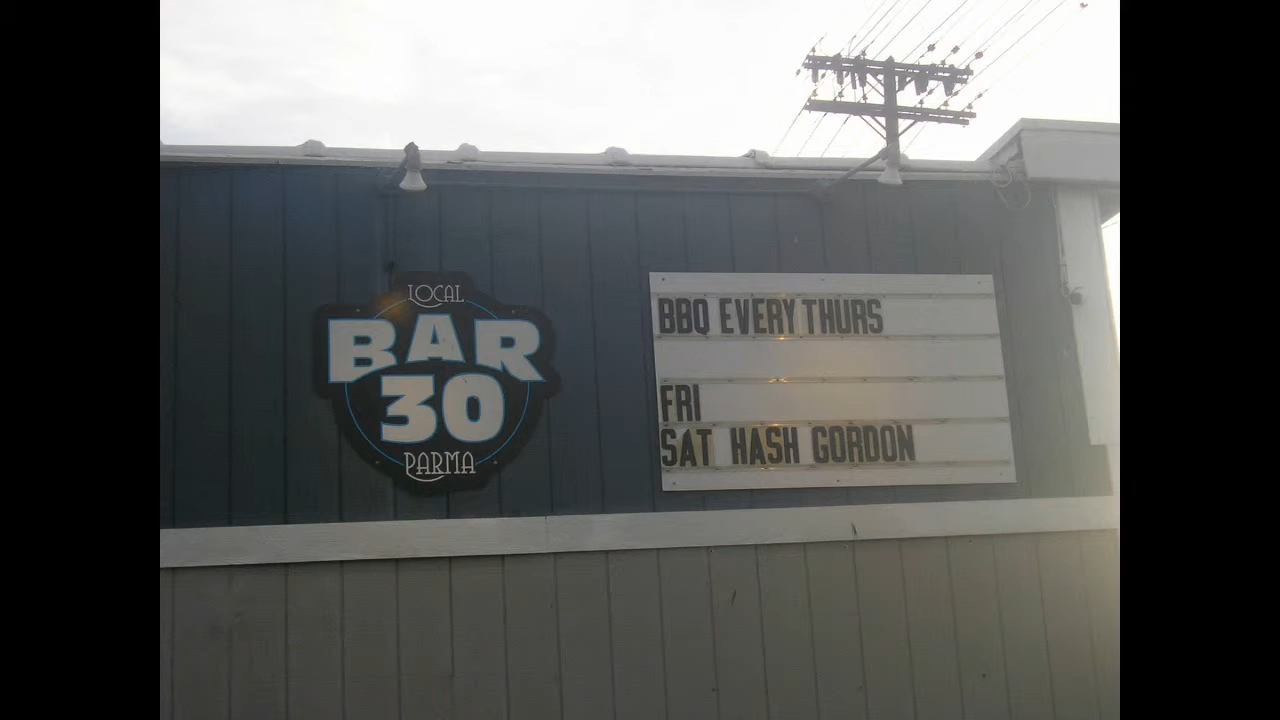 LOCAL
BAR
30
PARMA
BBQ EVERY THURS
FRI
SAT HASH GORDON